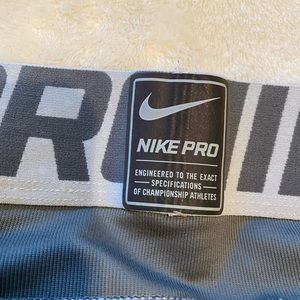 PRO
NIKE PRO
ENGINEERED TO THE EXACT
SPECIFICATIONS
OF CHAMPIONSHIP ATHLETES